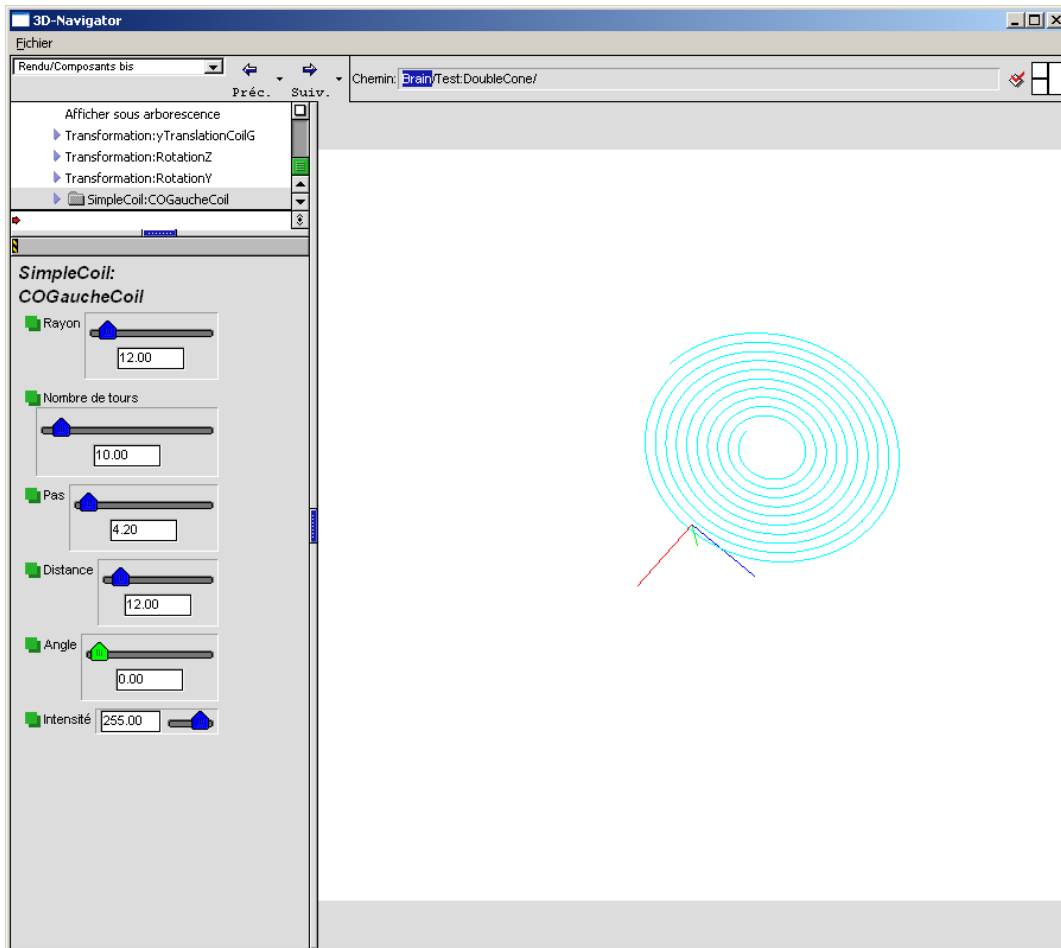 3D-Navigator
Fichier
Rendu/Composants bis
Préc.
Suiv.
Chemin: Brain/Test:DoubleCone/
Afficher sous arborescence
Transformation:yTranslationCoilG
Transformation:RotationZ
Transformation:RotationY
SimpleCoil:COGaucheCoil
SimpleCoil:
COGaucheCoil
Rayon
12.00
Nombre de tours
10.00
Pas
4.20
Distance
12.00
Angle
0.00
Intensité 255.00